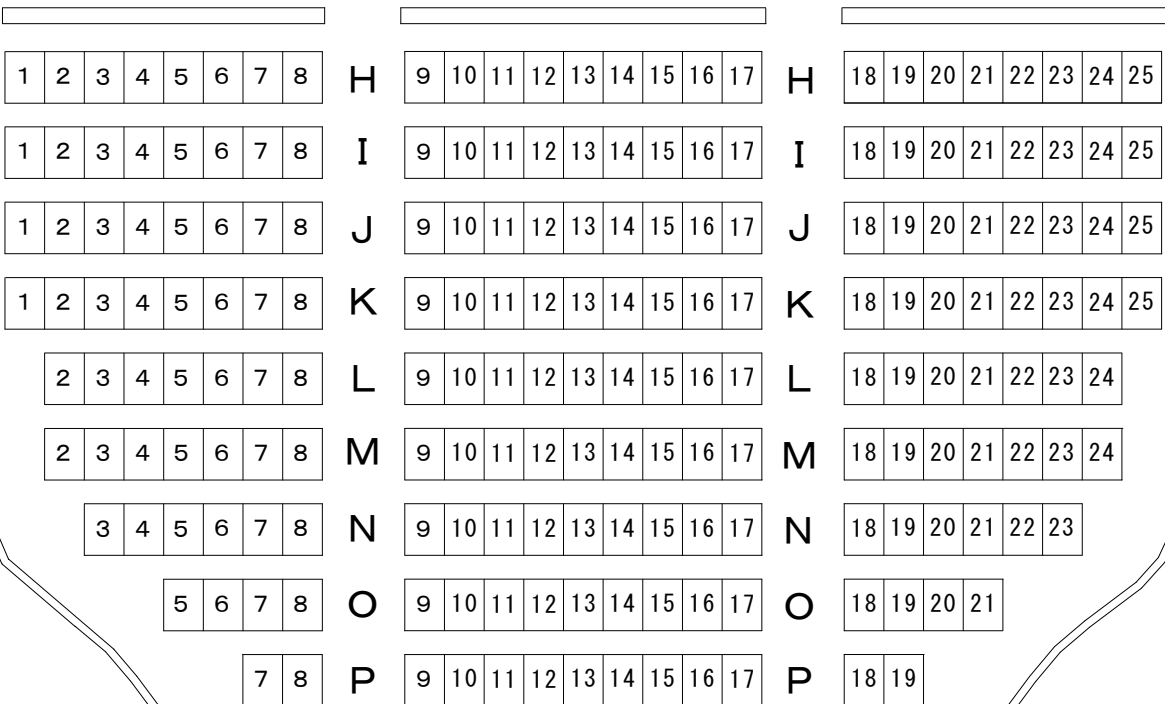 1 2 3 4 5 6 7 8 H 9 10 11 12 13 14 15 16 17 H 18 19 20 21 22 23 24 25
1 2 3 4 5 6 7 8 I 9 10 11 12 13 14 15 16 17 I 18 19 20 21 22 23 24 25
1 2 3 4 5 6 7 8 J 9 10 11 12 13 14 15 16 17 J 18 19 20 21 22 23 24 25
1 2 3 4 5 6 7 8 K 9 10 11 12 13 14 15 16 17 K 18 19 20 21 22 23 24 25
2 3 4 5 6 7 8 L 9 10 11 12 13 14 15 16 17 L 18 19 20 21 22 23 24
2 3 4 5 6 7 8 M 9 10 11 12 13 14 15 16 17 M 18 19 20 21 22 23 24
3 4 5 6 7 8 N 9 10 11 12 13 14 15 16 17 N 18 19 20 21 22 23
5 6 7 8 O 9 10 11 12 13 14 15 16 17 O 18 19 20 21
7 8 P 9 10 11 12 13 14 15 16 17 P 18 19